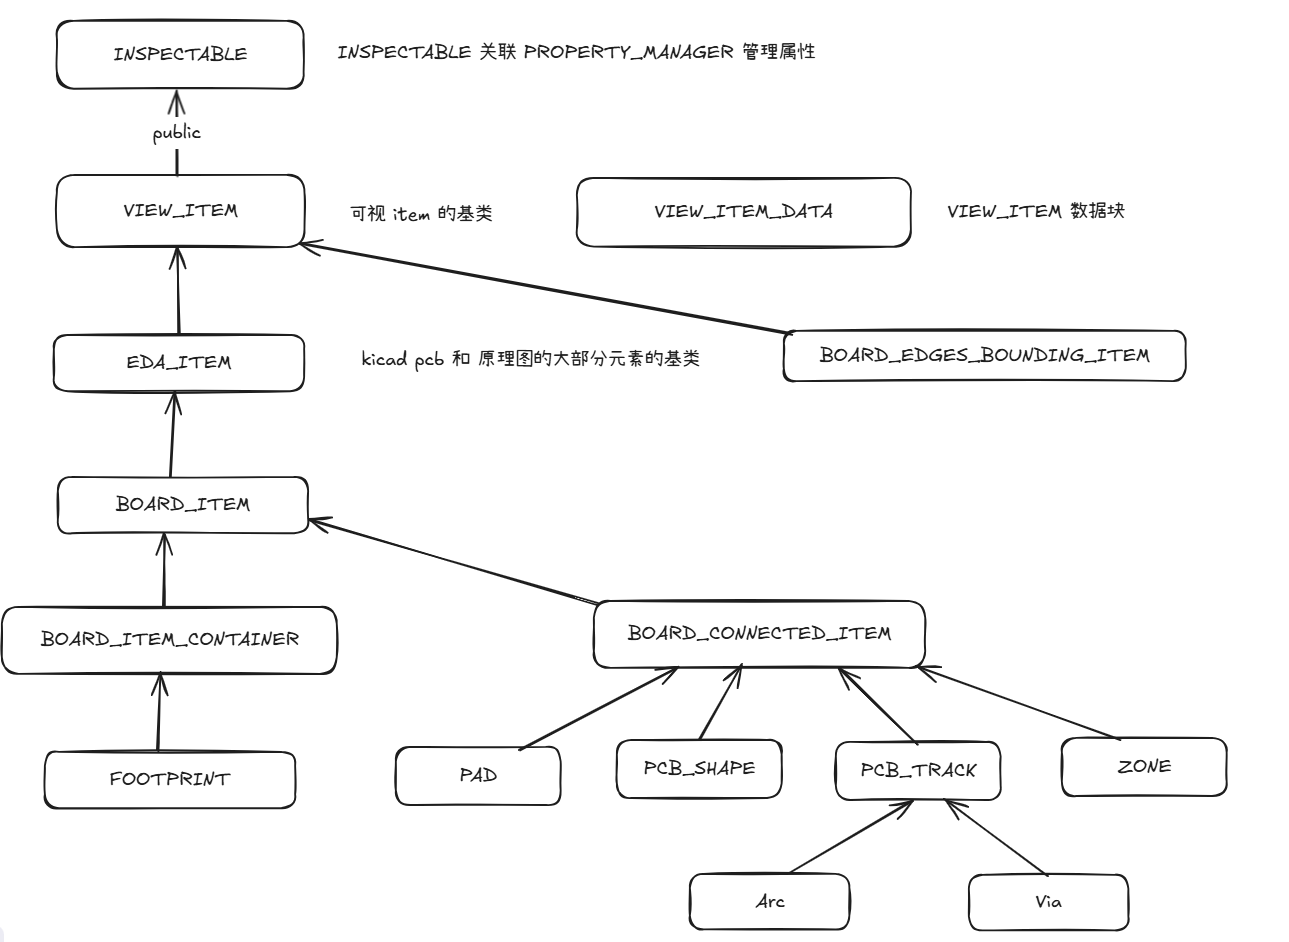 INSPECTABLE
INSPECTABLE 关联 PROPERTY_MANAGER 管理属性
public
VIEW_ITEM
可视 item 的基类
VIEW_ITEM_DATA
VIEW_ITEM 数据块
EDA_ITEM
kicad pcb 和 原理图的大部分元素的基类
BOARD_EDGES_BOUNDING_ITEM
BOARD_ITEM
BOARD_ITEM_CONTAINER
BOARD_CONNECTED_ITEM
FOOTPRINT
PAD
PCB_SHAPE
PCB_TRACK
ZONE
Arc
Via